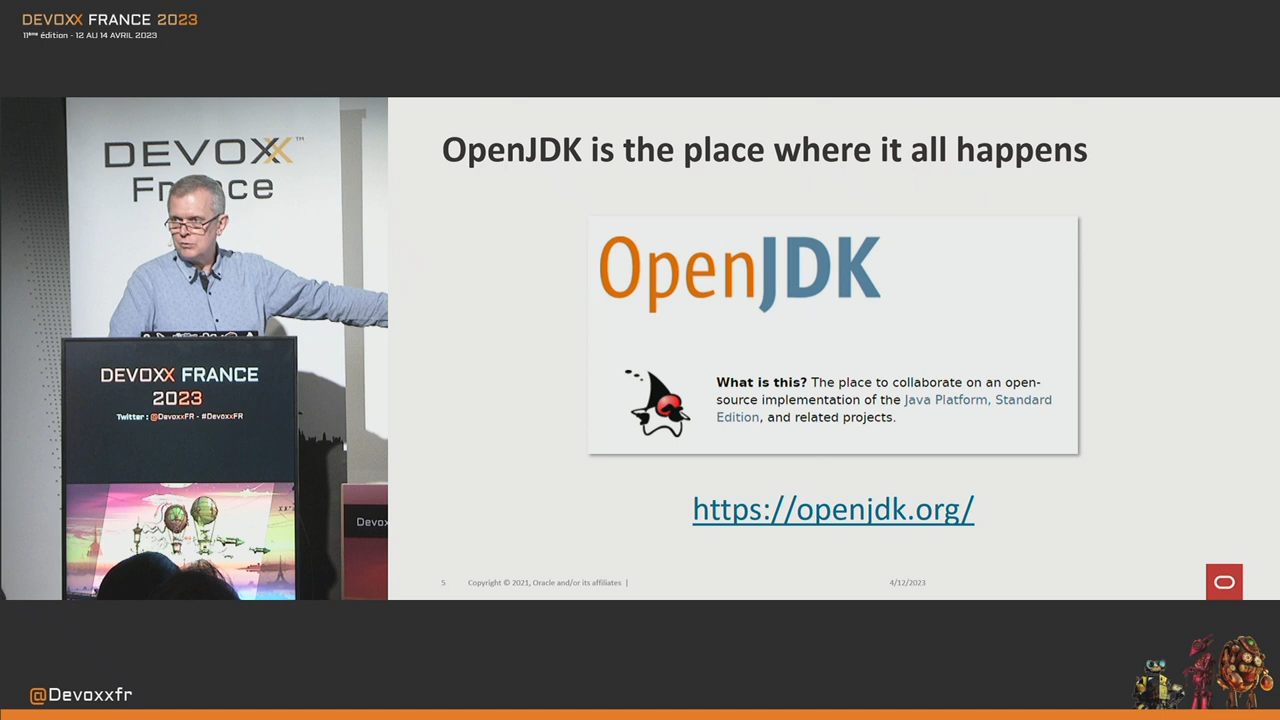 DEVOXX FRANCE 2023
11ème édition - 12 AU 14 AVRIL 2023
DEVOXX™
France
DEVOXX FRANCE
2023
Twitter : @DevoxxFR - #DevoxxFR
Devox
OpenJDK is the place where it all happens
OpenJDK
What is this? The place to collaborate on an open-
source implementation of the Java Platform, Standard
Edition, and related projects.
https://openjdk.org/
5 Copyright © 2021, Oracle and/or its affiliates | 4/12/2023
@Devoxxfr